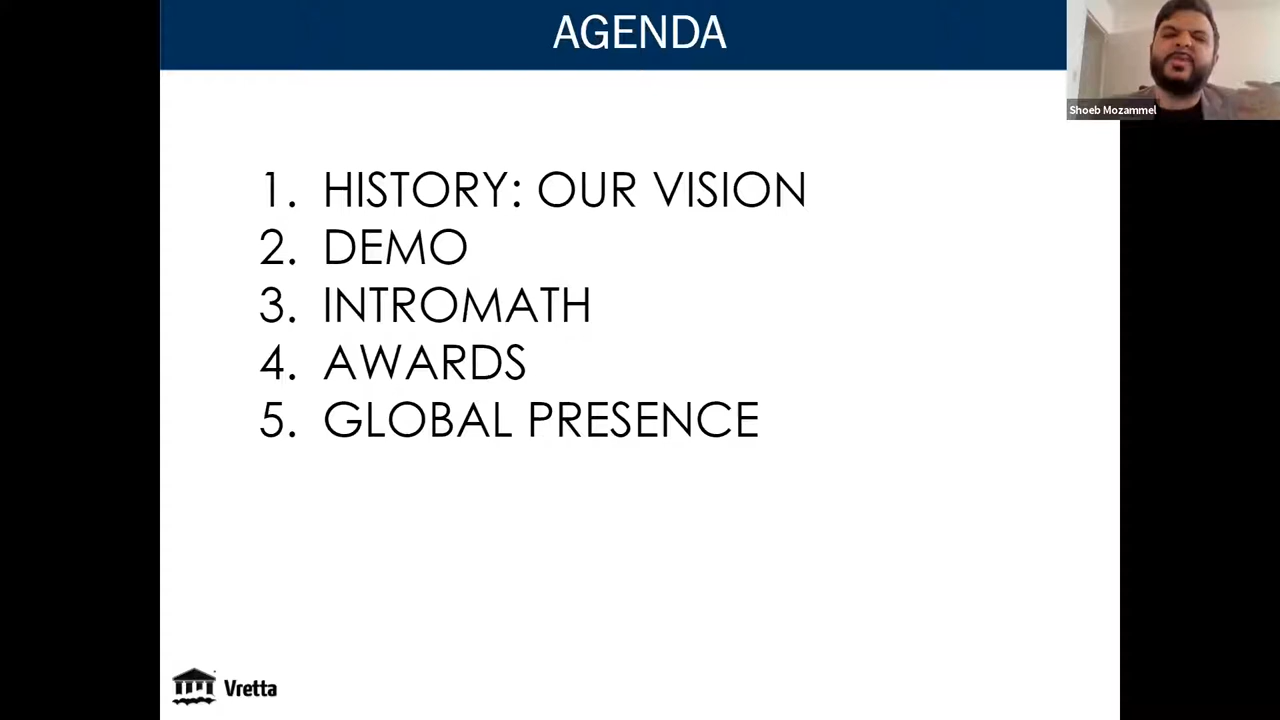 AGENDA
Shoeb Mozammel
1. HISTORY: OUR VISION
2. DEMO
3. INTROMATH
4. AWARDS
5. GLOBAL PRESENCE
Vretta